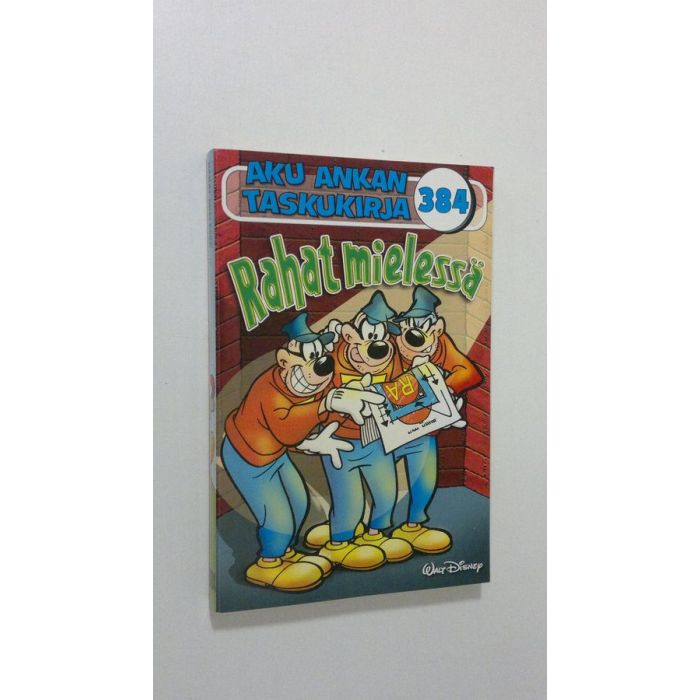 AKU ANKAN
TASKUKIRJA
384
Rahat mielessä
RA
WALT DISNEY